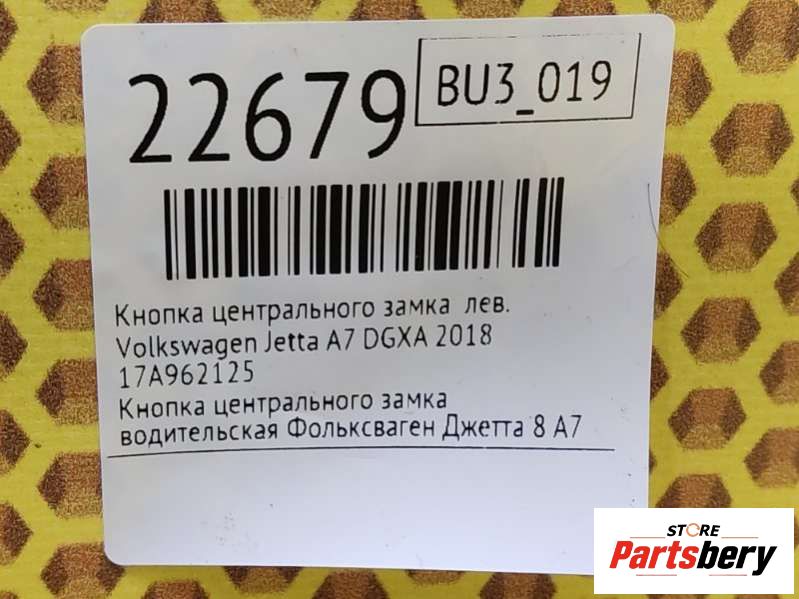 22679
BU3_019
Кнопка центрального замка лев.
Volkswagen Jetta A7 DGXA 2018
17A962125
Кнопка центрального замка
водительская Фольксваген Джетта 8 А7
STORE
Partsbery